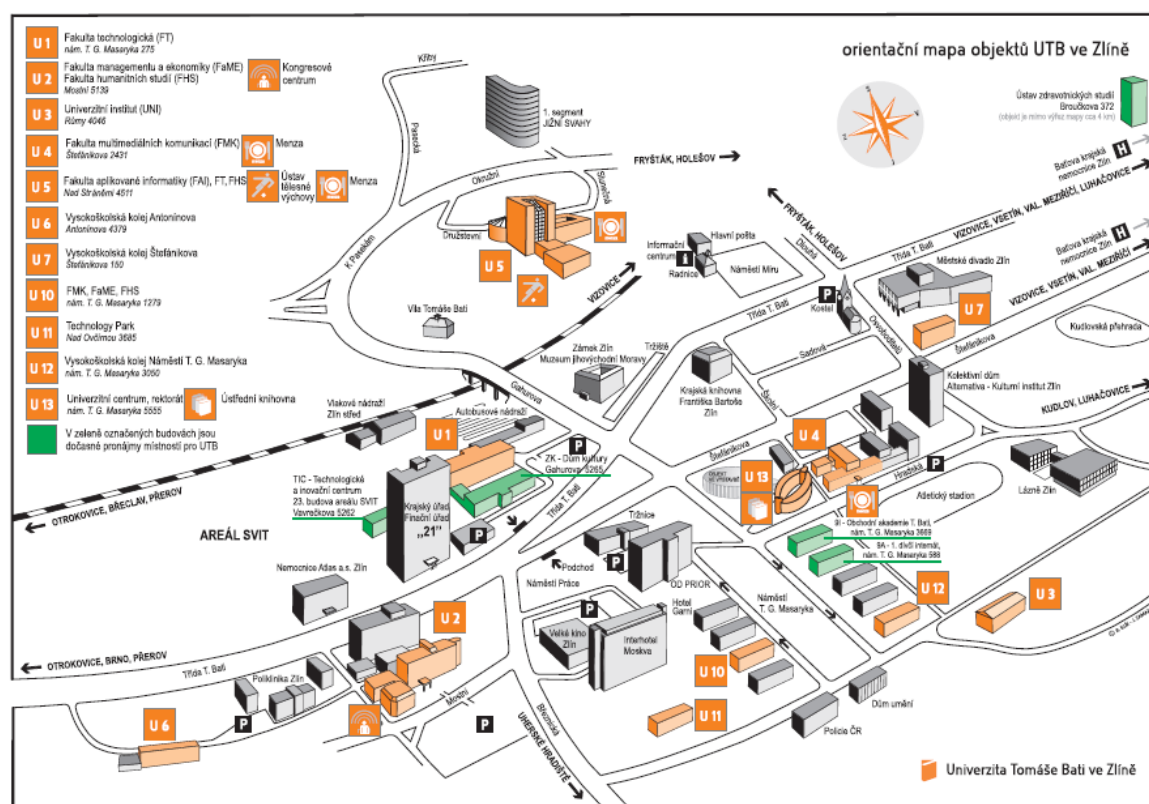 U 1
Fakulta technologická (FT)
nám. T. G. Masaryka 275
U 2
Fakulta managementu a ekonomiky (FaME)
Fakulta humanitních studií (FHS)
Mostní 5139
Kongresové
centrum
U 3
Univerzitní institut (UNI)
Růmy 4046
U 4
Fakulta multimediálních komunikací (FMK)
Štefánikova 2431
Menza
U 5
Fakulta aplikované informatiky (FAI), FT, FHS
Nad Stráněmi 4511
Ústav
tělesné
výchovy
Menza
U 6
Vysokoškolská kolej Antonínova
Antonínova 4379
U 7
Vysokoškolská kolej Štefánikova
Štefánikova 150
U 10
FMK, FaME, FHS
nám. T. G. Masaryka 1279
U 11
Technology Park
Nad Ovčírnou 3685
U 12
Vysokoškolská kolej Náměstí T. G. Masaryka
nám. T. G. Masaryka 3050
U 13
Univerzitní centrum, rektorát
nám. T. G. Masaryka 5555
Ústřední knihovna
V zeleně označených budovách jsou
dočasné pronájmy místností pro UTB
orientační mapa objektů UTB ve Zlíně
Ústav zdravotnických studií
Broučkova 372
(objekt je mimo výřez mapy cca 4 km)
Baťova krajská
nemocnice Zlín
H
VIZOVICE, VSETÍN, VAL. MEZIŘÍČÍ, LUHAČOVICE
Baťova krajská
nemocnice Zlín
H
VIZOVICE, VSETÍN, VAL. MEZIŘÍČÍ
Křiby
Pasecká
1. segment
JIŽNÍ SVAHY
Okružní
Slunečná
FRYŠTÁK, HOLEŠOV
FRYŠTÁK, HOLEŠOV
K Pasekám
Družstevní
U 5
VIZOVICE
Informační
centrum
Hlavní pošta
Radnice
Náměstí Míru
Dlouhá
Třída T. Bati
Městské divadlo Zlín
P
Kostel
U 7
Třída T. Bati
Osvoboditelů
Štefánikova
Kudlovská přehrada
Vila Tomáše Bati
Zámek Zlín
Muzeum jihovýchodní Moravy
Tržiště
Sadová
Krajská knihovna
Františka Bartoše
Zlín
Kolektivní dům
Alternativa - Kulturní institut Zlín
KUDLOV, LUHAČOVICE
Gahurova
Školní
Vlakové nádraží
Zlín střed
Autobusové nádraží
U 1
P
Štefánikova
U 4
U 13
Hradská
P
Lázně Zlín
Atletický stadion
ZK - Dům kultury
Gahurova 5265
TIC - Technologické
a inovační centrum
23. budova areálu SVIT
Vavrečkova 5262
Krajský úřad
Finační úřad
„21"
P
Třída T. Bati
OTROKOVICE, BŘECLAV, PŘEROV
AREÁL SVIT
Tržnice
9I - Obchodní akademie T. Bati,
nám. T. G. Masaryka 3669
9A - 1. dívčí internát,
nám. T. G. Masaryka 588
Nemocnice Atlas a.s. Zlín
Podchod
P
Náměstí Práce
OD PRIOR
Náměstí
T. G. Masaryka
U 12
U 3
U 2
P
Hotel
Garni
Velké kino
Zlín
Interhotel
Moskva
U 10
OTROKOVICE, BRNO, PŘEROV
Třída T. Bati
Poliklinika Zlín
Mostní
P
P
Březnická
U 11
Dům umění
Policie ČR
U 6
UHERSKÉ HRADIŠTĚ
Univerzita Tomáše Bati ve Zlíně